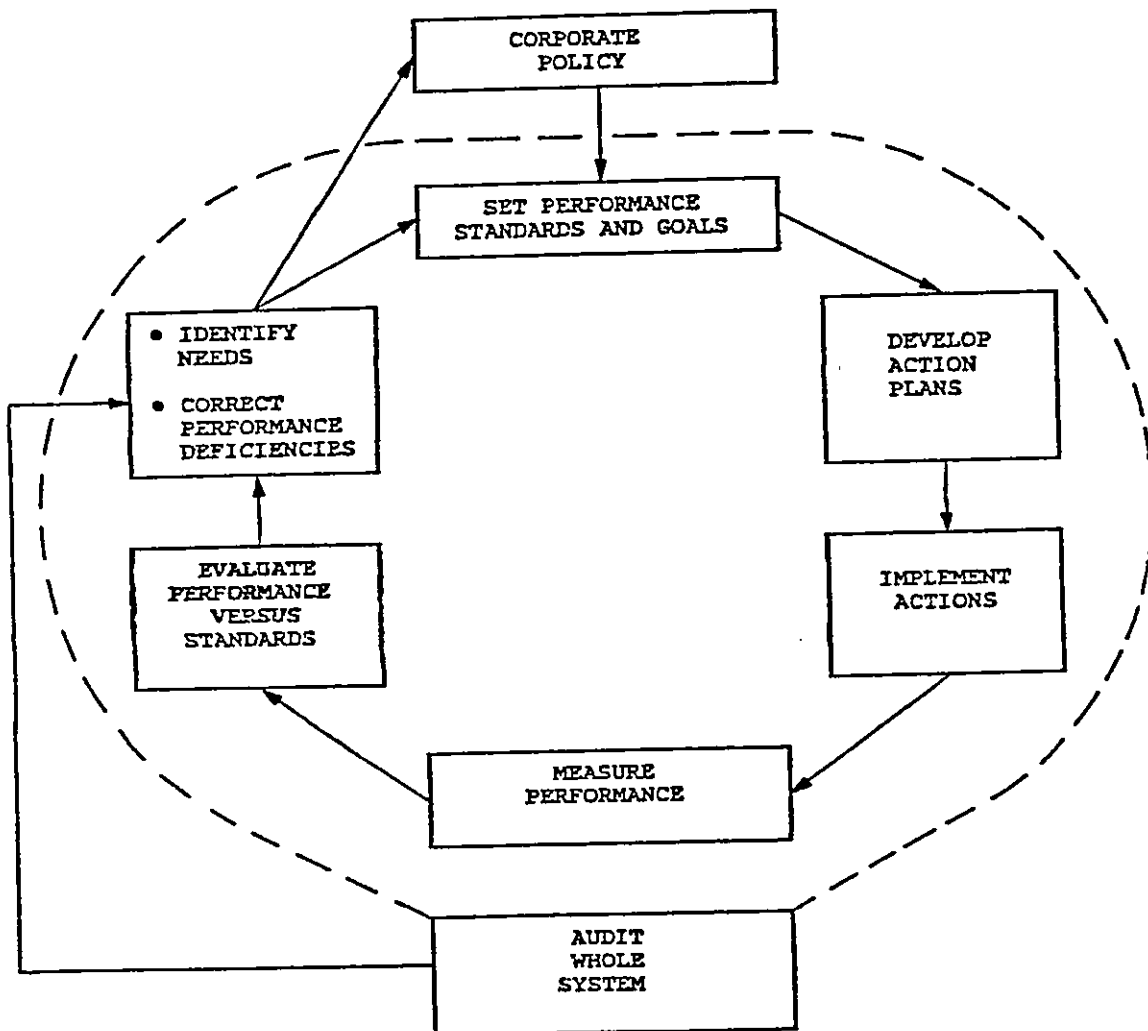 CORPORATE
POLICY
SET PERFORMANCE
STANDARDS AND GOALS
• IDENTIFY
NEEDS
• CORRECT
PERFORMANCE
DEFICIENCIES
DEVELOP
ACTION
PLANS
EVALUATE
PERFORMANCE
VERSUS
STANDARDS
IMPLEMENT
ACTIONS
MEASURE
PERFORMANCE
AUDIT
WHOLE
SYSTEM